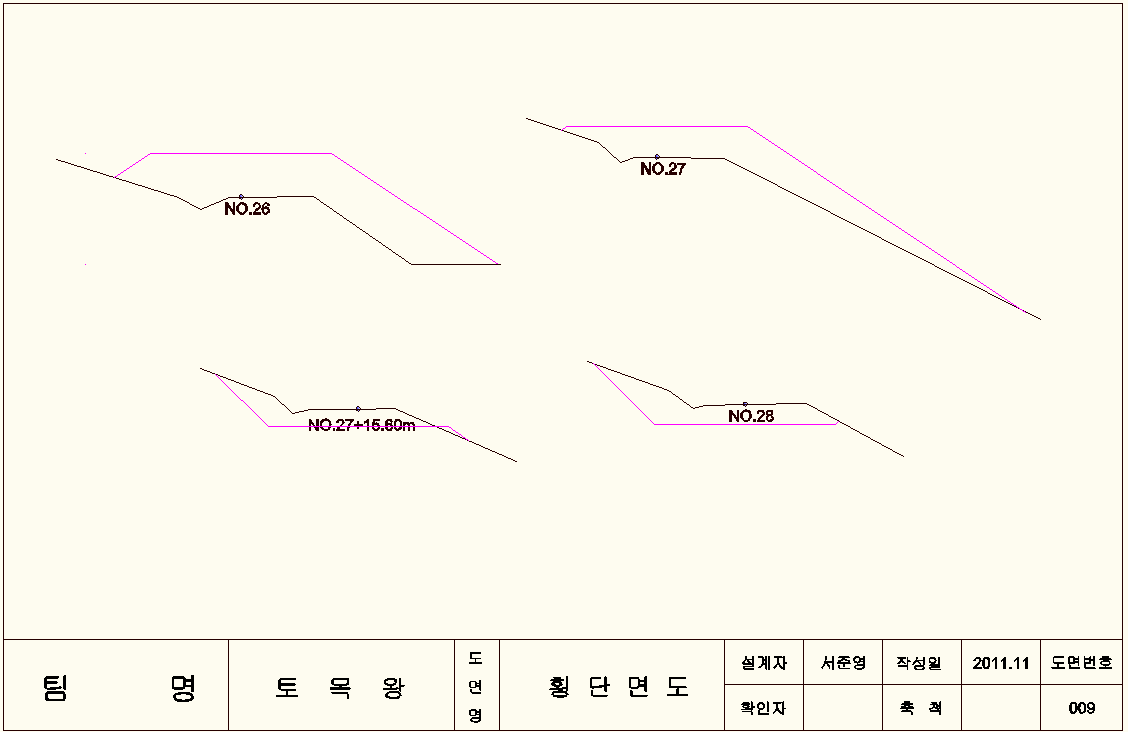 NO.26
NO.27
NO.27+15.60m
NO.28
팀 명
토 목 왕
도면명
횡 단 면 도
설계자
서준영
작성일
2011.11
도면번호
확인자
축 척
009